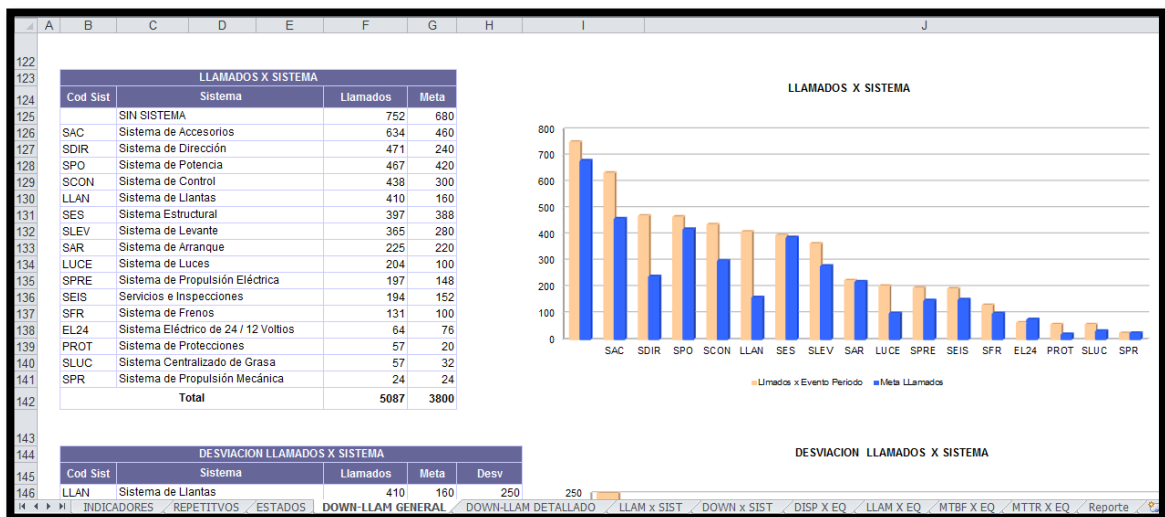 A B C D E F G H I J
122
123 LLAMADOS X SISTEMA
124 Cod Sist Sistema Llamados Meta
125 SIN SISTEMA 752 680
126 SAC Sistema de Accesorios 634 460
127 SDIR Sistema de Dirección 471 240
128 SPO Sistema de Potencia 467 420
129 SCON Sistema de Control 438 300
130 LLAN Sistema de Llantas 410 160
131 SES Sistema Estructural 397 388
132 SLEV Sistema de Levante 365 280
133 SAR Sistema de Arranque 225 220
134 LUCE Sistema de Luces 204 100
135 SPRE Sistema de Propulsión Eléctrica 197 148
136 SEIS Servicios e Inspecciones 194 152
137 SFR Sistema de Frenos 131 100
138 EL24 Sistema Eléctrico de 24 / 12 Voltios 64 76
139 PROT Sistema de Protecciones 57 20
140 SLUC Sistema Centralizado de Grasa 57 32
141 SPR Sistema de Propulsión Mecánica 24 24
142 Total 5087 3800
LLAMADOS X SISTEMA
800
700
600
500
400
300
200
100
0
SAC SDIR SPO SCON LLAN SES SLEV SAR LUCE SPRE SEIS SFR EL24 PROT SLUC SPR
Llmados x Evento Periodo Meta LLamados
143
144 DESVIACION LLAMADOS X SISTEMA
145 Cod Sist Sistema Llamados Meta Desv
146 LLAN Sistema de Llantas 410 160 250
DESVIACION LLAMADOS X SISTEMA
250
INDICADORES REPETITVOS ESTADOS DOWN-LLAM GENERAL DOWN-LLAM DETALLADO LLAM x SIST DOWN x SIST DISP X EQ LLAM X EQ MTBF X EQ MTTR X EQ Reporte